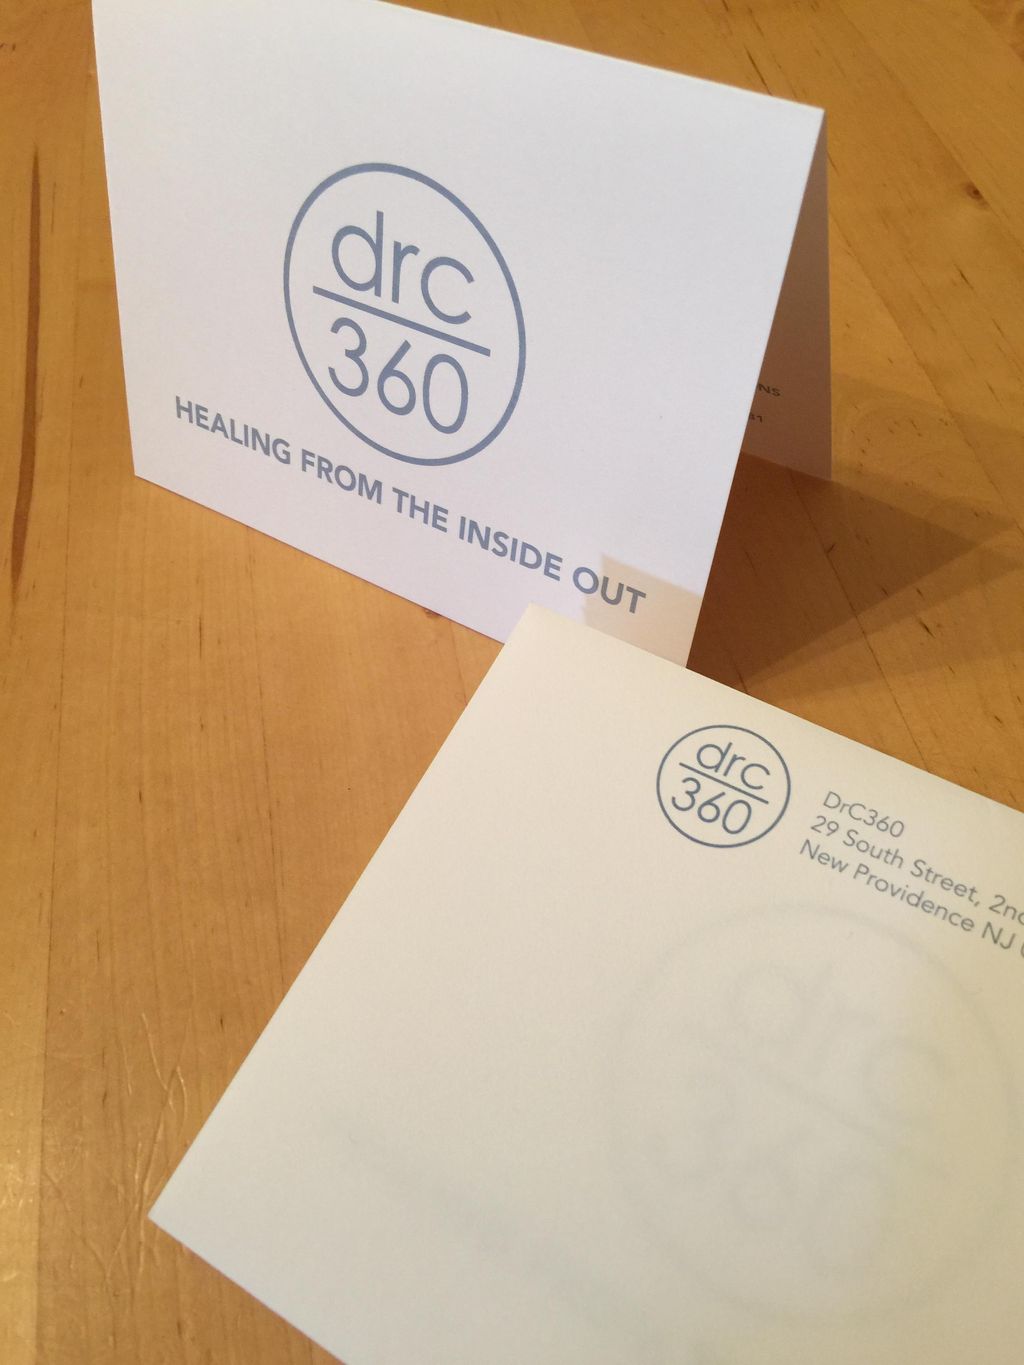 drc
360
HEALING FROM THE INSIDE OUT
drc
360
DrC360
29 South Street,
New Providence NJ